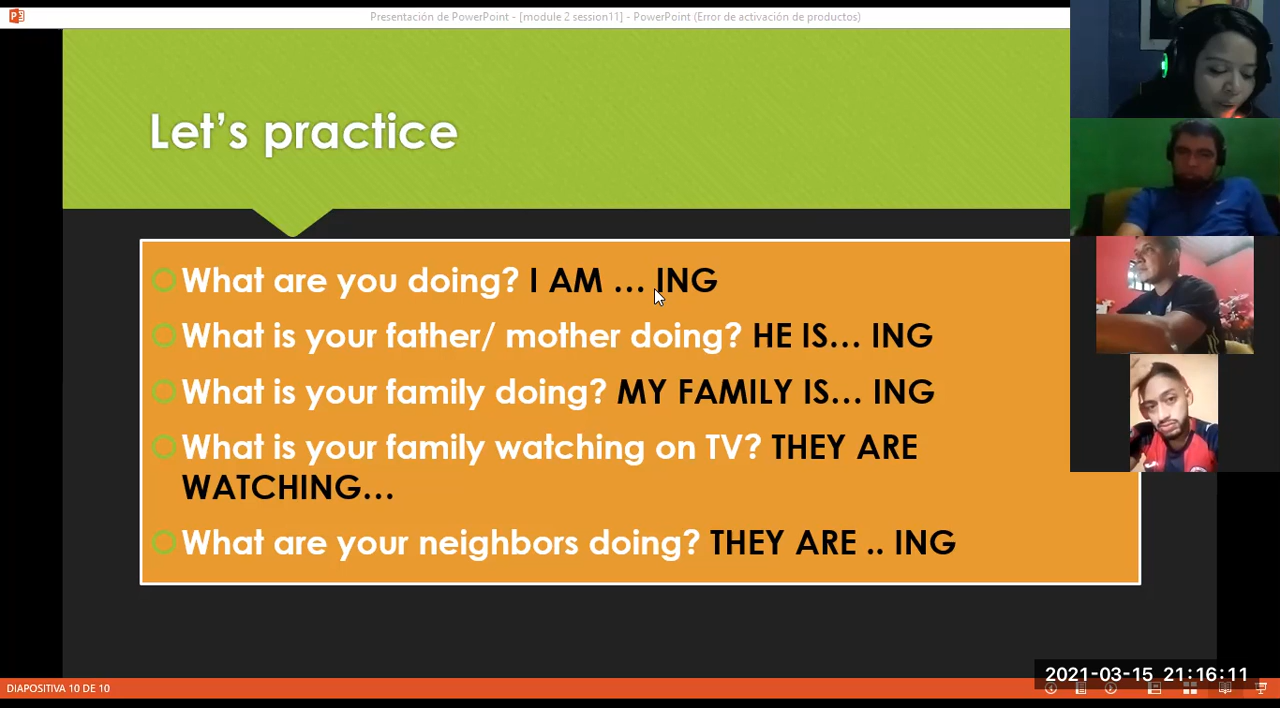 Presentación de PowerPoint - [module 2 session11] - PowerPoint (Error de activación de productos)
Let's practice
What are you doing? I AM … ING
What is your father/ mother doing? HE IS… ING
What is your family doing? MY FAMILY IS… ING
What is your family watching on TV? THEY ARE
WATCHING…
What are your neighbors doing? THEY ARE .. ING
2021-03-15 21:16:11
DIAPOSITIVA 10 DE 10